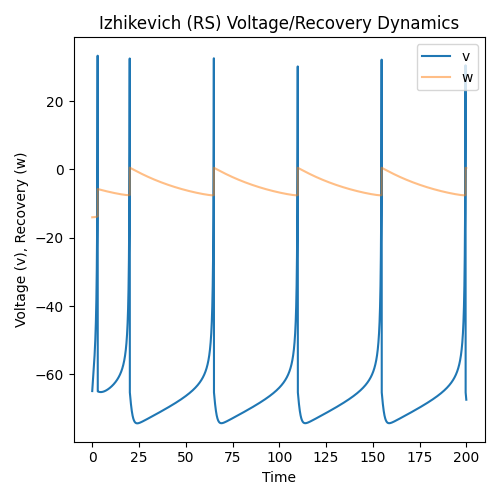 Izhikevich (RS) Voltage/Recovery Dynamics
v
w
20
0
−20
−40
−60
Voltage (v), Recovery (w)
0 25 50 75 100 125 150 175 200
Time